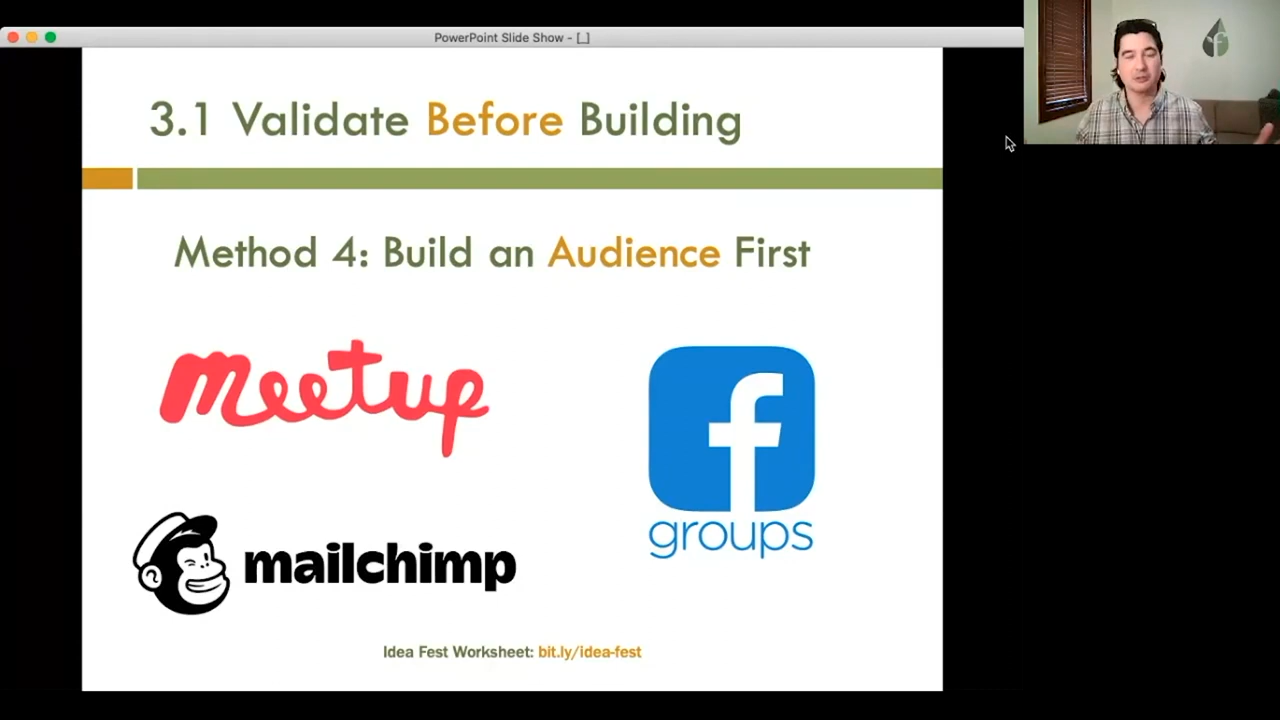 PowerPoint Slide Show - [_]
3.1 Validate Before Building
Method 4: Build an Audience First
meetup
f
groups
mailchimp
Idea Fest Worksheet: bit.ly/idea-fest
f